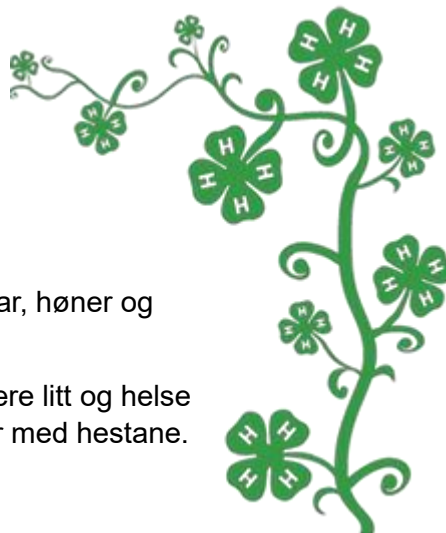 ar, høner og
ere litt og helse
r med hestane.